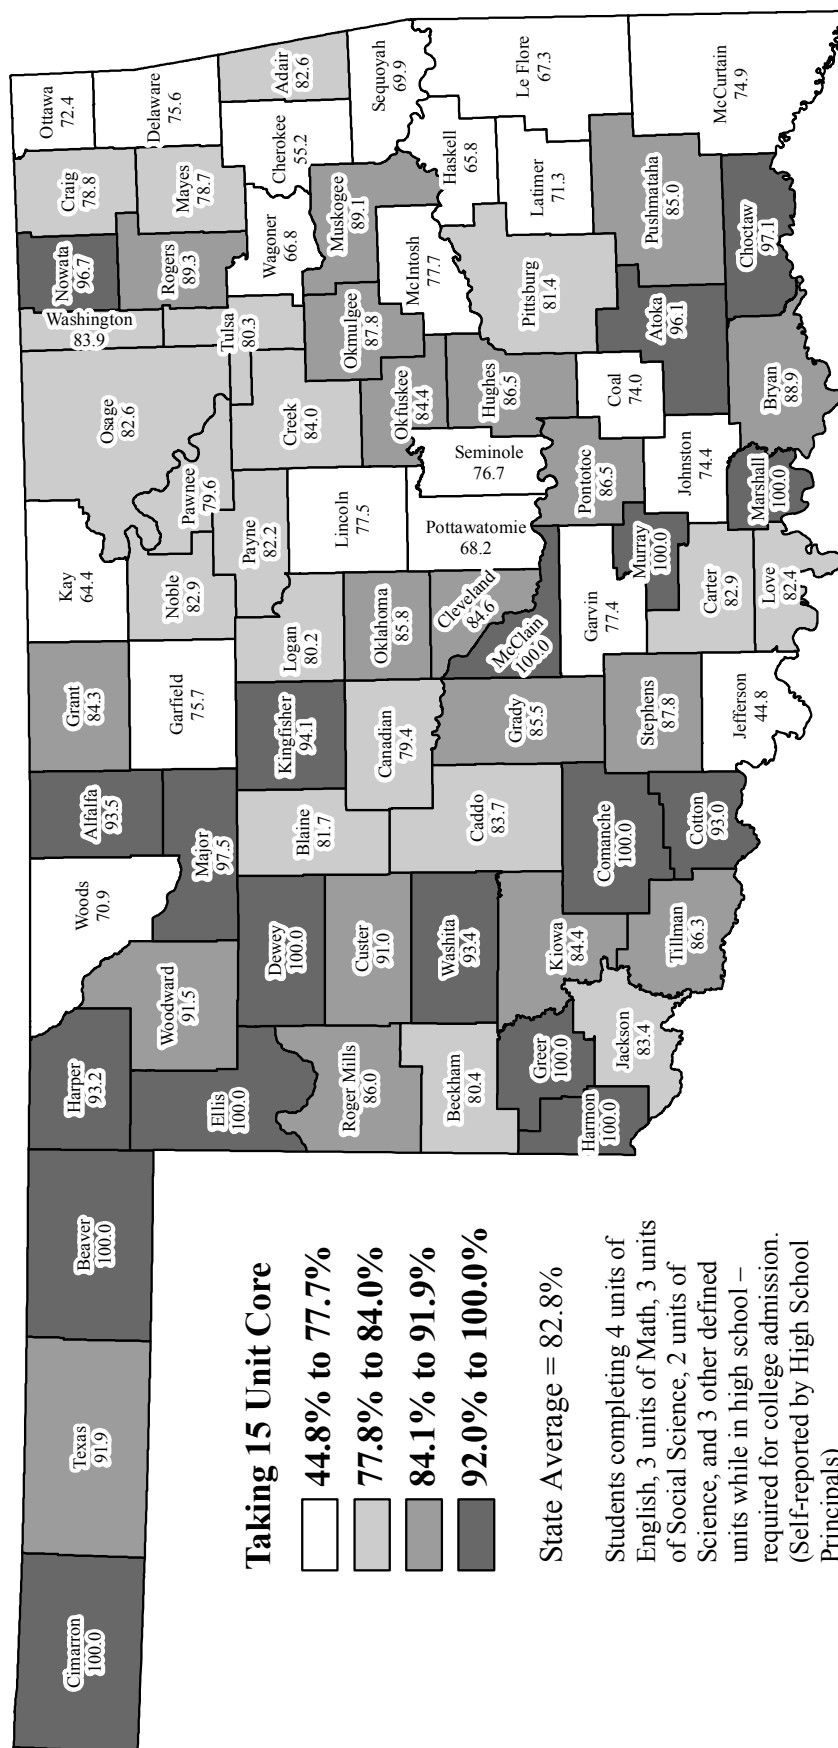 Cimarron
100.0
Texas
91.9
Beaver
100.0
Harper
93.2
Woods
70.9
Alfalfa
93.5
Grant
84.3
Kay
64.4
Osage
82.6
Washington
83.9
Nowata
96.7
Craig
78.8
Ottawa
72.4
Ellis
100.0
Woodward
91.5
Major
97.5
Garfield
75.7
Noble
82.9
Pawnee
79.6
Rogers
89.3
Mayes
78.7
Delaware
75.6
Tulsa
80.3
Dewey
100.0
Blaine
81.7
Kingfisher
94.1
Logan
80.2
Payne
82.2
Creek
84.0
Wagoner
66.8
Cherokee
55.2
Adair
82.6
Roger Mills
86.0
Custer
91.0
Canadian
79.4
Oklahoma
85.8
Lincoln
77.5
Okfuskee
84.4
Okmulgee
87.8
Muskogee
89.1
Sequoyah
69.9
Beckham
80.4
Washita
93.4
Caddo
83.7
Grady
85.5
McClain
100.0
Cleveland
84.6
Pottawatomie
68.2
Seminole
76.7
Hughes
86.5
McIntosh
77.7
Haskell
65.8
Le Flore
67.3
Pittsburg
81.4
Latimer
71.3
Harmon
100.0
Greer
100.0
Kiowa
84.4
Comanche
100.0
Stephens
87.8
Garvin
77.4
Murray
100.0
Pontotoc
86.5
Coal
74.0
Atoka
96.1
Pushmataha
85.0
McCurtain
74.9
Jackson
83.4
Tillman
86.3
Cotton
93.0
Jefferson
44.8
Carter
82.9
Love
82.4
Johnston
74.4
Marshall
100.0
Bryan
88.9
Choctaw
97.1
Taking 15 Unit Core
44.8% to 77.7%
77.8% to 84.0%
84.1% to 91.9%
92.0% to 100.0%
State Average = 82.8%
Students completing 4 units of
English, 3 units of Math, 3 units
of Social Science, 2 units of
Science, and 3 other defined
units while in high school –
required for college admission.
(Self-reported by High School
Principals)